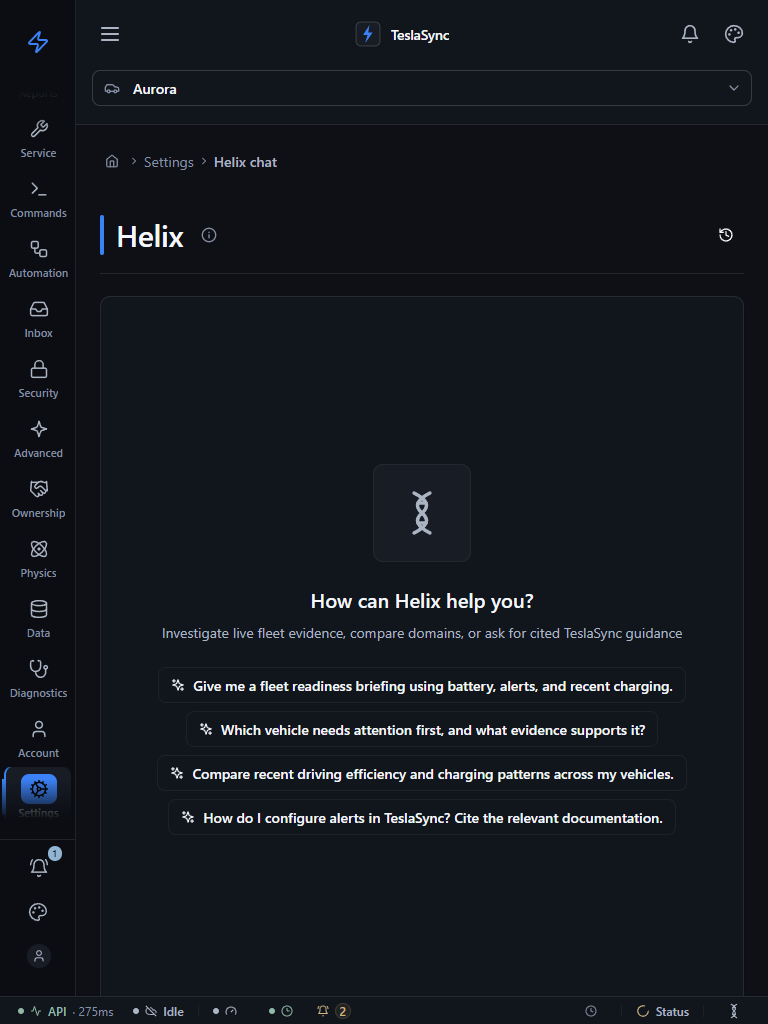 TeslaSync
Aurora
Settings
Helix chat
Helix
Reports
Service
Commands
Automation
Inbox
Security
Advanced
Ownership
Physics
Data
Diagnostics
Account
Settings
1
How can Helix help you?
Investigate live fleet evidence, compare domains, or ask for cited TeslaSync guidance
Give me a fleet readiness briefing using battery, alerts, and recent charging.
Which vehicle needs attention first, and what evidence supports it?
Compare recent driving efficiency and charging patterns across my vehicles.
How do I configure alerts in TeslaSync? Cite the relevant documentation.
API · 275ms
Idle
2
Status